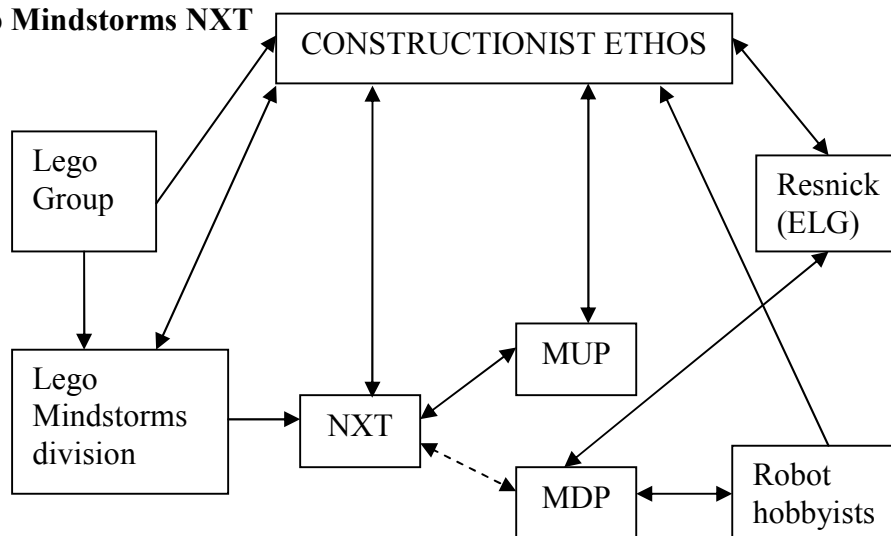 Mindstorms NXT
CONSTRUCTIONIST ETHOS
Lego
Group
Resnick
(ELG)
Lego
Mindstorms
division
MUP
NXT
MDP
Robot
hobbyists